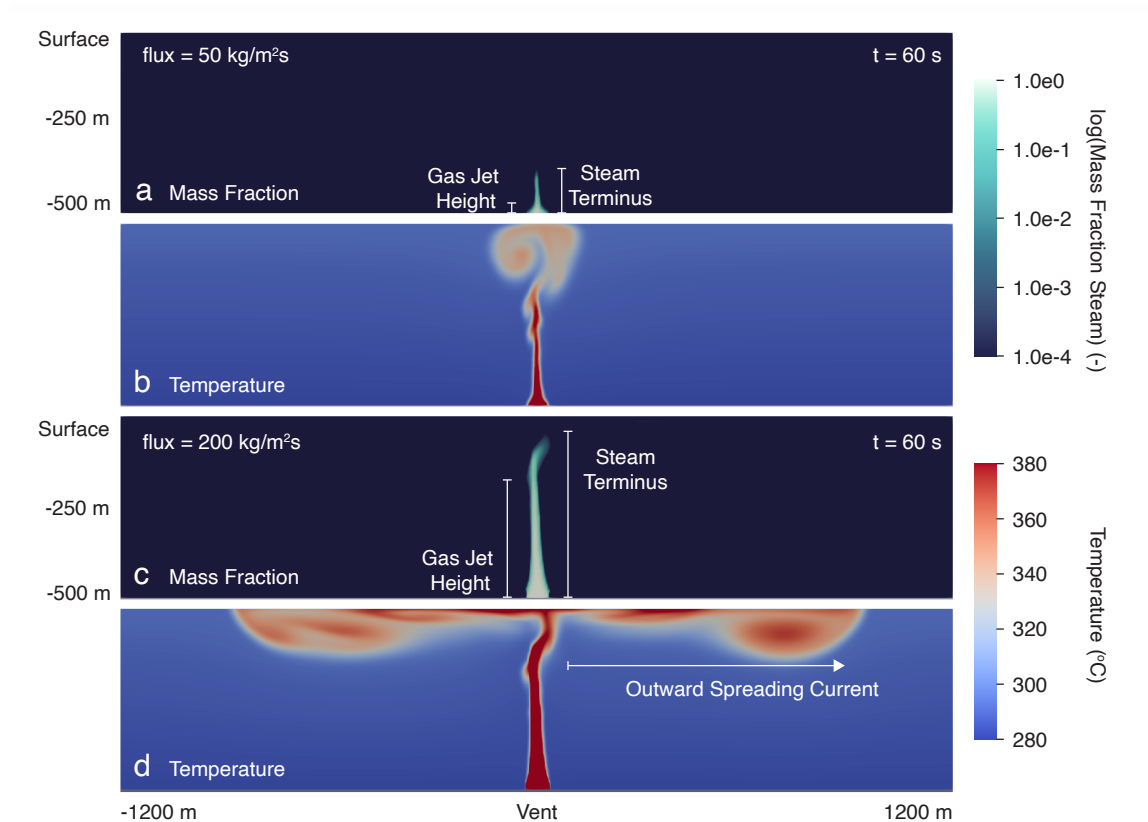 Surface
flux = 50 kg/m²s
t = 60 s
-250 m
-500 m
a Mass Fraction
Gas Jet
Height
Steam
Terminus
b Temperature
1.0e0
1.0e-1
1.0e-2
1.0e-3
1.0e-4
log(Mass Fraction Steam) (-)
Surface
flux = 200 kg/m²s
t = 60 s
-250 m
-500 m
c Mass Fraction
Gas Jet
Height
Steam
Terminus
d Temperature
Outward Spreading Current
380
360
340
320
300
280
Temperature (°C)
-1200 m
Vent
1200 m